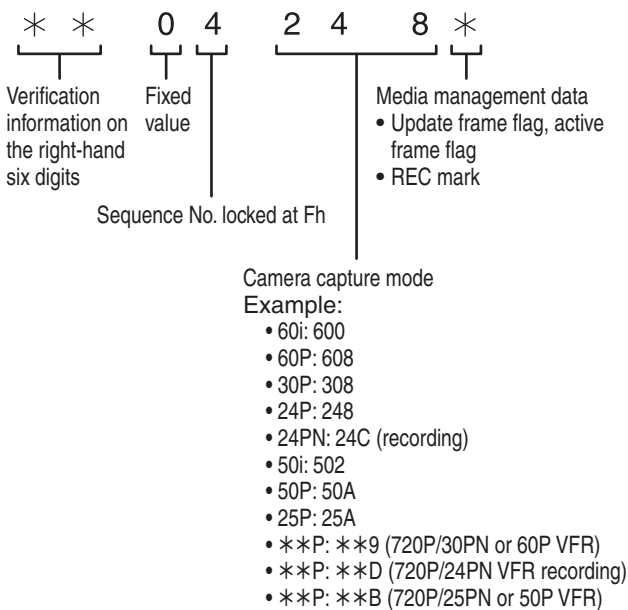 ＊ ＊ 0 4 2 4 8 ＊
Verification
information on
the right-hand
six digits
Fixed
value
Media management data
• Update frame flag, active
frame flag
• REC mark
Sequence No. locked at Fh
Camera capture mode
Example:
• 60i: 600
• 60P: 608
• 30P: 308
• 24P: 248
• 24PN: 24C (recording)
• 50i: 502
• 50P: 50A
• 25P: 25A
• ＊＊P: ＊＊9 (720P/30PN or 60P VFR)
• ＊＊P: ＊＊D (720P/24PN VFR recording)
• ＊＊P: ＊＊B (720P/25PN or 50P VFR)